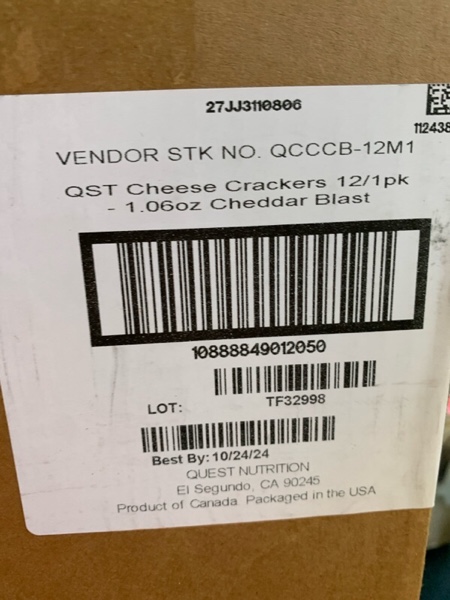 27JJ3110806
112438
VENDOR STK NO. QCCCB-12M1
QST Cheese Crackers 12/1pk
- 1.06oz Cheddar Blast
10888849012050
LOT: TF32998
Best By: 10/24/24
QUEST NUTRITION
El Segundo, CA 90245
Product of Canada. Packaged in the USA